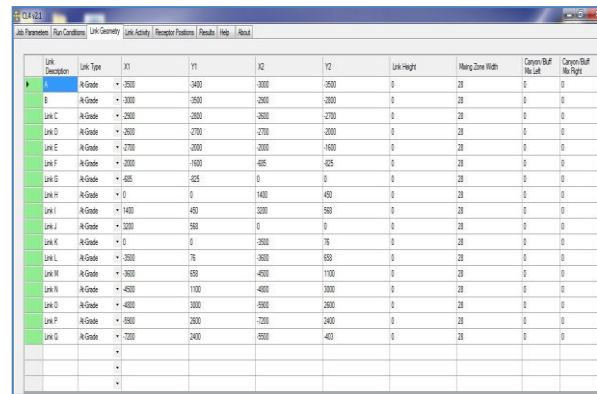 CL4 v2.1
Job Parameters Run Conditions Link Geometry Link Activity Receptor Positions Results Help About
Link Description Link Type X1 Y1 X2 Y2 Link Height Mixing Zone Width Canyon/Bluff Mix Left Canyon/Bluff Mix Right
A At-Grade -3500 -3400 -3000 -3500 0 28 0 0
B At-Grade -3000 -3500 -2900 -2800 0 28 0 0
Link C At-Grade -2900 -2800 -2600 -2700 0 28 0 0
Link D At-Grade -2600 -2700 -2700 -2000 0 28 0 0
Link E At-Grade -2700 -2000 -2000 -1600 0 28 0 0
Link F At-Grade -2000 -1600 -685 -825 0 28 0 0
Link G At-Grade -685 -825 0 0 0 28 0 0
Link H At-Grade 0 0 1400 450 0 28 0 0
Link I At-Grade 1400 450 3200 568 0 28 0 0
Link J At-Grade 3200 568 0 0 0 28 0 0
Link K At-Grade 0 0 -3500 76 0 28 0 0
Link L At-Grade -3500 76 -3600 658 0 28 0 0
Link M At-Grade -3600 658 -4500 1100 0 28 0 0
Link N At-Grade -4500 1100 -4800 3000 0 28 0 0
Link O At-Grade -4800 3000 -5900 2600 0 28 0 0
Link P At-Grade -5900 2600 -7200 2400 0 28 0 0
Link Q At-Grade -7200 2400 -5500 -403 0 28 0 0